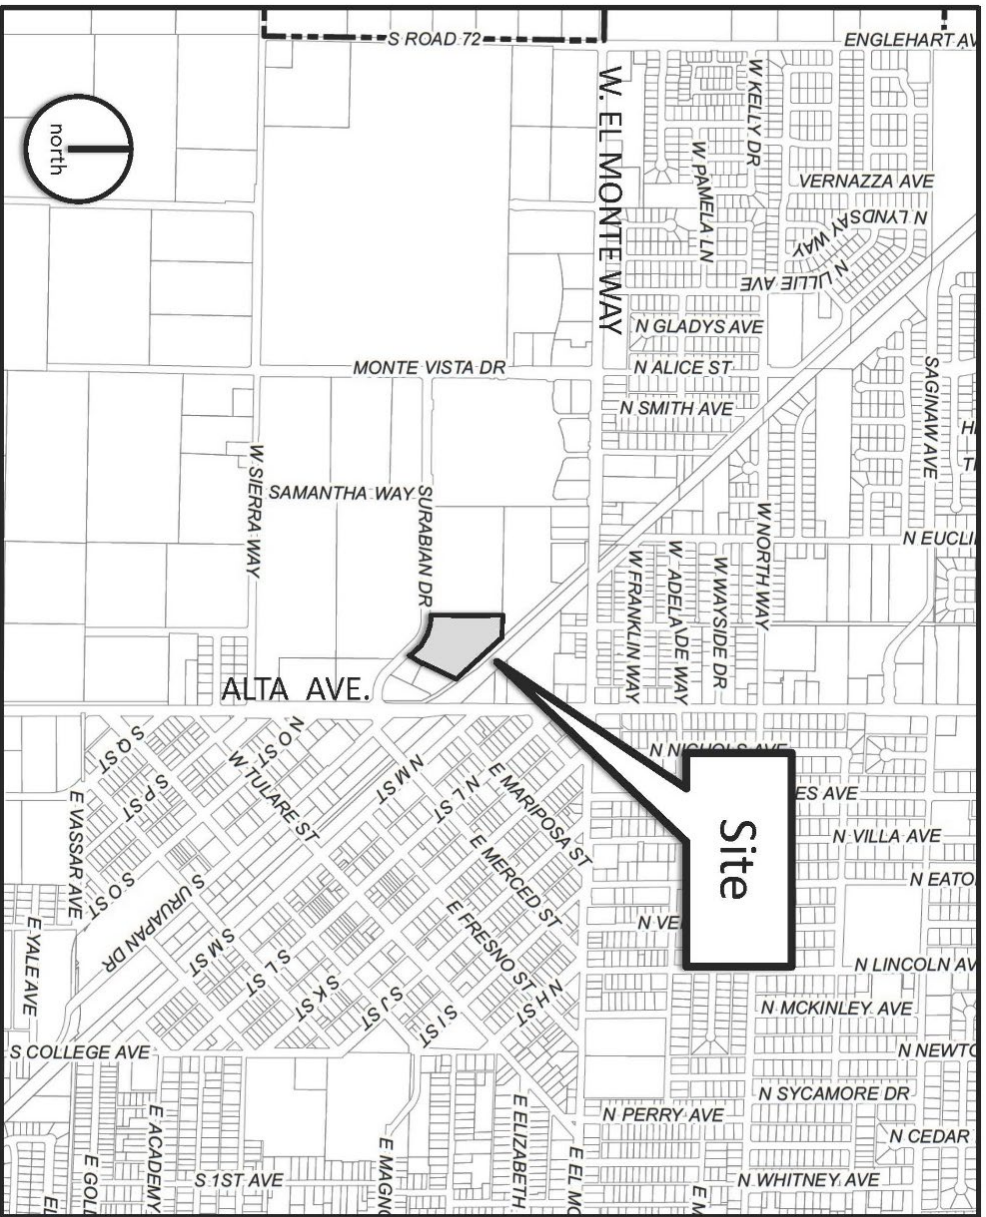 S ROAD 72
ENGLEHART AV
north
W. EL MONTE WAY
W KELLY DR
W PAMELA LN
VERNAZZA AVE
N LYNDSAY WAY
N LILLIE AVE
N GLADYS AVE
MONTE VISTA DR
N ALICE ST
SAGINAW AVE
N SMITH AVE
W SIERRA WAY
SAMANTHA WAY
SURABIAN DR
W NORTH WAY
N EUCLI
W FRANKLIN WAY
W ADELAIDE WAY
W WAYSIDE DR
ALTA AVE.
S Q ST
N O ST
N M ST
N L ST
N NICHOLS AVE
W TULARE ST
E MARIPOSA ST
S P ST
E VASSAR AVE
ES AVE
Site
N VILLA AVE
E MERCED ST
S O ST
S URUAPAN DR
N EATO
E FRESNO ST
N VE
E YALE AVE
S M ST
S L ST
S K ST
S J ST
S I ST
N H ST
N LINCOLN AV
N MCKINLEY AVE
S COLLEGE AVE
N NEWTO
N SYCAMORE DR
N PERRY AVE
E ACADEMY
E ELIZABETH
N CEDAR
E GOLD
S 1ST AVE
E MAGNO
E EL MO
N WHITNEY AVE
EL
E M